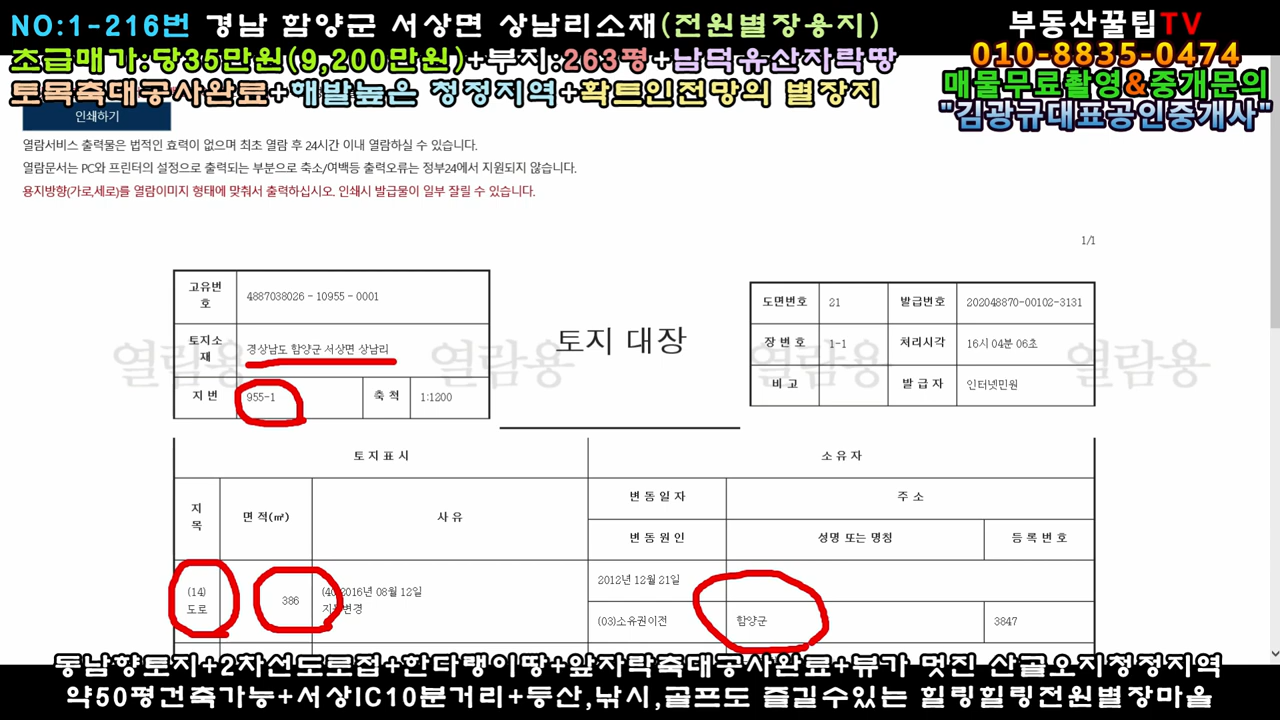 NO:1-216번 경남 함양군 서상면 상남리소재(전원별장용지)
초급매가:당35만원(9,200만원)+부지:263평+남덕유산자락땅
토목축대공사완료+해발높은 청정지역+확트인전망의 별장지
부동산꿀팁TV
010-8835-0474
매물무료촬영&중개문의
"김광규대표공인중개사"
인쇄하기
열람서비스 출력물은 법적인 효력이 없으며 최초 열람 후 24시간 이내 열람하실 수 있습니다.
열람문서는 PC와 프린터의 설정으로 출력되는 부분으로 축소/여백등 출력오류는 정부24에서 지원되지 않습니다.
용지방향(가로,세로)를 열람이미지 형태에 맞춰서 출력하십시오. 인쇄시 발급물이 일부 잘릴 수 있습니다.
1/1
고유번호 4887038026 - 10955 - 0001
토지소재 경상남도 함양군 서상면 상남리
지 번 955-1 축 척 1:1200
토지 대장
도면번호 21 발급번호 202048870-00102-3131
장 번 호 1-1 처리시각 16시 04분 06초
비 고 발 급 자 인터넷민원
열람용 열람용 열람용 열람용
토 지 표 시 소 유 자
지목 면 적(㎡) 사 유 변 동 일 자 주 소
변 동 원 인 성명 또는 명칭 등 록 번 호
(14) 도로 386 (40)2016년 08월 12일 지목변경 2012년 12월 21일
(03)소유권이전 함양군 3847
동남향토지+2차선도로접+한다랭이땅+앞자락축대공사완료+뷰가 멋진 산골오지청정지역
약50평건축가능+서상IC10분거리+등산,낚시,골프도 즐길수있는 힐링힐링전원별장마을